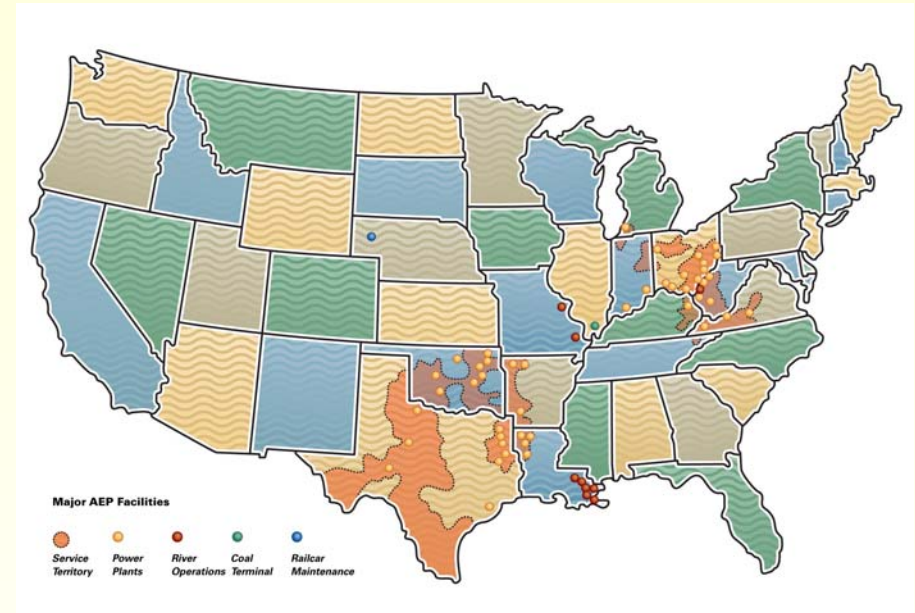 Major AEP Facilities
Service Territory
Power Plants
River Operations
Coal Terminal
Railcar Maintenance